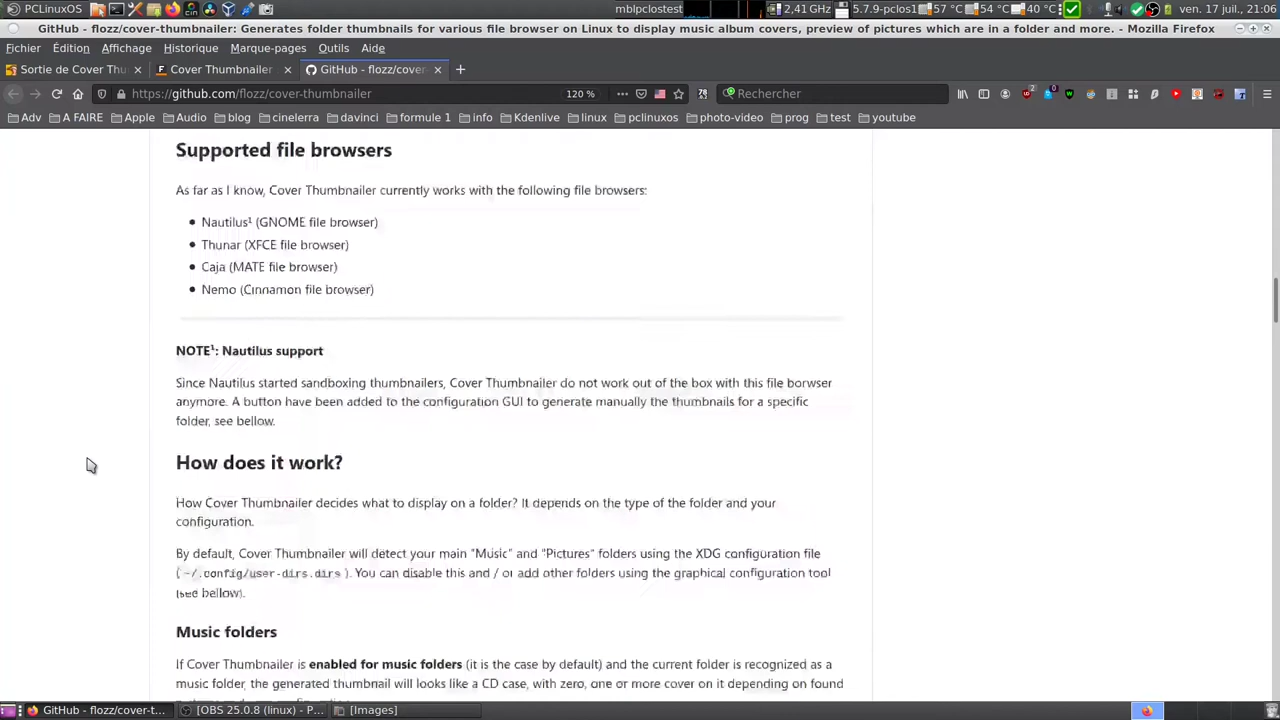 PCLinuxOS
mblpclostest
2,41 GHz
5.7.9-pclos1
57 °C
54 °C
40 °C
ven. 17 juil., 21:06
GitHub - flozz/cover-thumbnailer: Generates folder thumbnails for various file browser on Linux to display music album covers, preview of pictures which are in a folder and more. - Mozilla Firefox
Fichier Édition Affichage Historique Marque-pages Outils Aide
Sortie de Cover Thumb
Cover Thumbnailer
GitHub - flozz/cover-
https://github.com/flozz/cover-thumbnailer
120 %
Rechercher
Adv A FAIRE Apple Audio blog cinelerra davinci formule 1 info Kdenlive linux pclinuxos photo-video prog test youtube
Supported file browsers
As far as I know, Cover Thumbnailer currently works with the following file browsers:
Nautilus¹ (GNOME file browser)
Thunar (XFCE file browser)
Caja (MATE file browser)
Nemo (Cinnamon file browser)
NOTE¹: Nautilus support
Since Nautilus started sandboxing thumbnailers, Cover Thumbnailer do not work out of the box with this file borwser
anymore. A button have been added to the configuration GUI to generate manually the thumbnails for a specific
folder, see bellow.
How does it work?
How Cover Thumbnailer decides what to display on a folder? It depends on the type of the folder and your
configuration.
By default, Cover Thumbnailer will detect your main "Music" and "Pictures" folders using the XDG configuration file
(~/.config/user-dirs.dirs). You can disable this and / or add other folders using the graphical configuration tool
(see bellow).
Music folders
If Cover Thumbnailer is enabled for music folders (it is the case by default) and the current folder is recognized as a
music folder, the generated thumbnail will looks like a CD case, with zero, one or more cover on it depending on found
GitHub - flozz/cover-t...
[OBS 25.0.8 (linux) - P...
[Images]